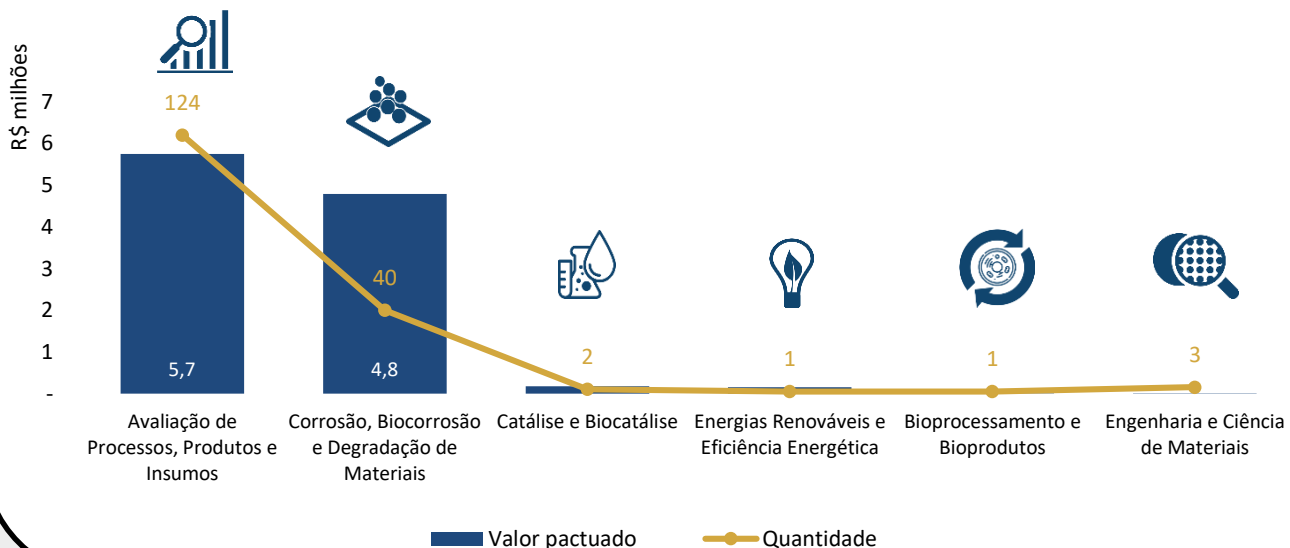 R$ milhões
7
6
5
4
3
2
1
-
124
40
2
1
1
3
5,7
4,8
Avaliação de
Processos, Produtos e
Insumos
Corrosão, Biocorrosão
e Degradação de
Materiais
Catálise e Biocatálise
Energias Renováveis e
Eficiência Energética
Bioprocessamento e
Bioprodutos
Engenharia e Ciência
de Materiais
Valor pactuado
Quantidade